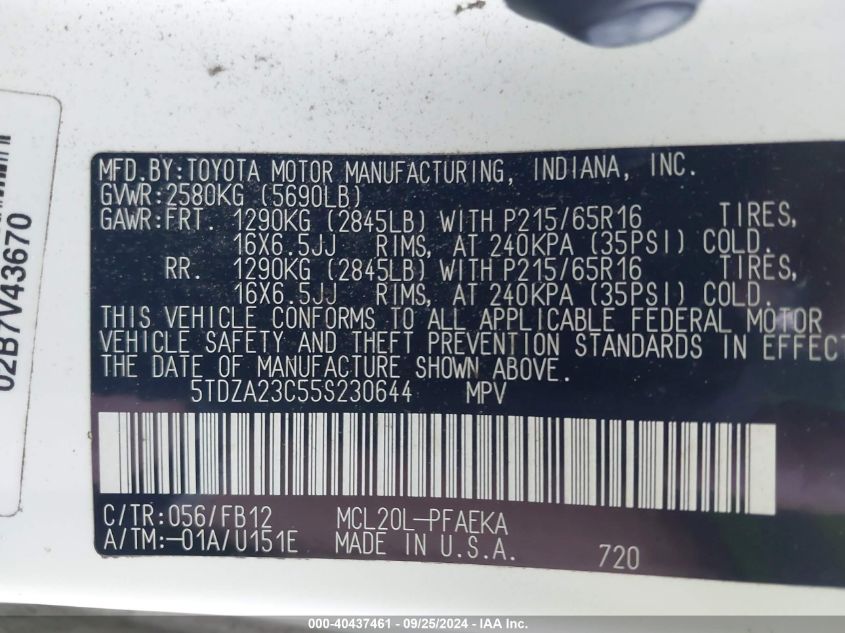 MFD.BY:TOYOTA MOTOR MANUFACTURING, INDIANA, INC.
GVWR:2580KG (5690LB)
GAWR:FRT. 1290KG (2845LB) WITH P215/65R16 TIRES,
16X6.5JJ RIMS, AT 240KPA (35PSI) COLD.
RR. 1290KG (2845LB) WITH P215/65R16 TIRES,
16X6.5JJ RIMS, AT 240KPA (35PSI) COLD.
THIS VEHICLE CONFORMS TO ALL APPLICABLE FEDERAL MOTOR
VEHICLE SAFETY AND THEFT PREVENTION STANDARDS IN EFFECT
THE DATE OF MANUFACTURE SHOWN ABOVE.
5TDZA23C55S230644 MPV
C/TR:056/FB12 MCL20L-PFAEKA
A/TM:-01A/U151E MADE IN U.S.A. 720
02B7V43670
000-40437461 - 09/25/2024 - IAA Inc.